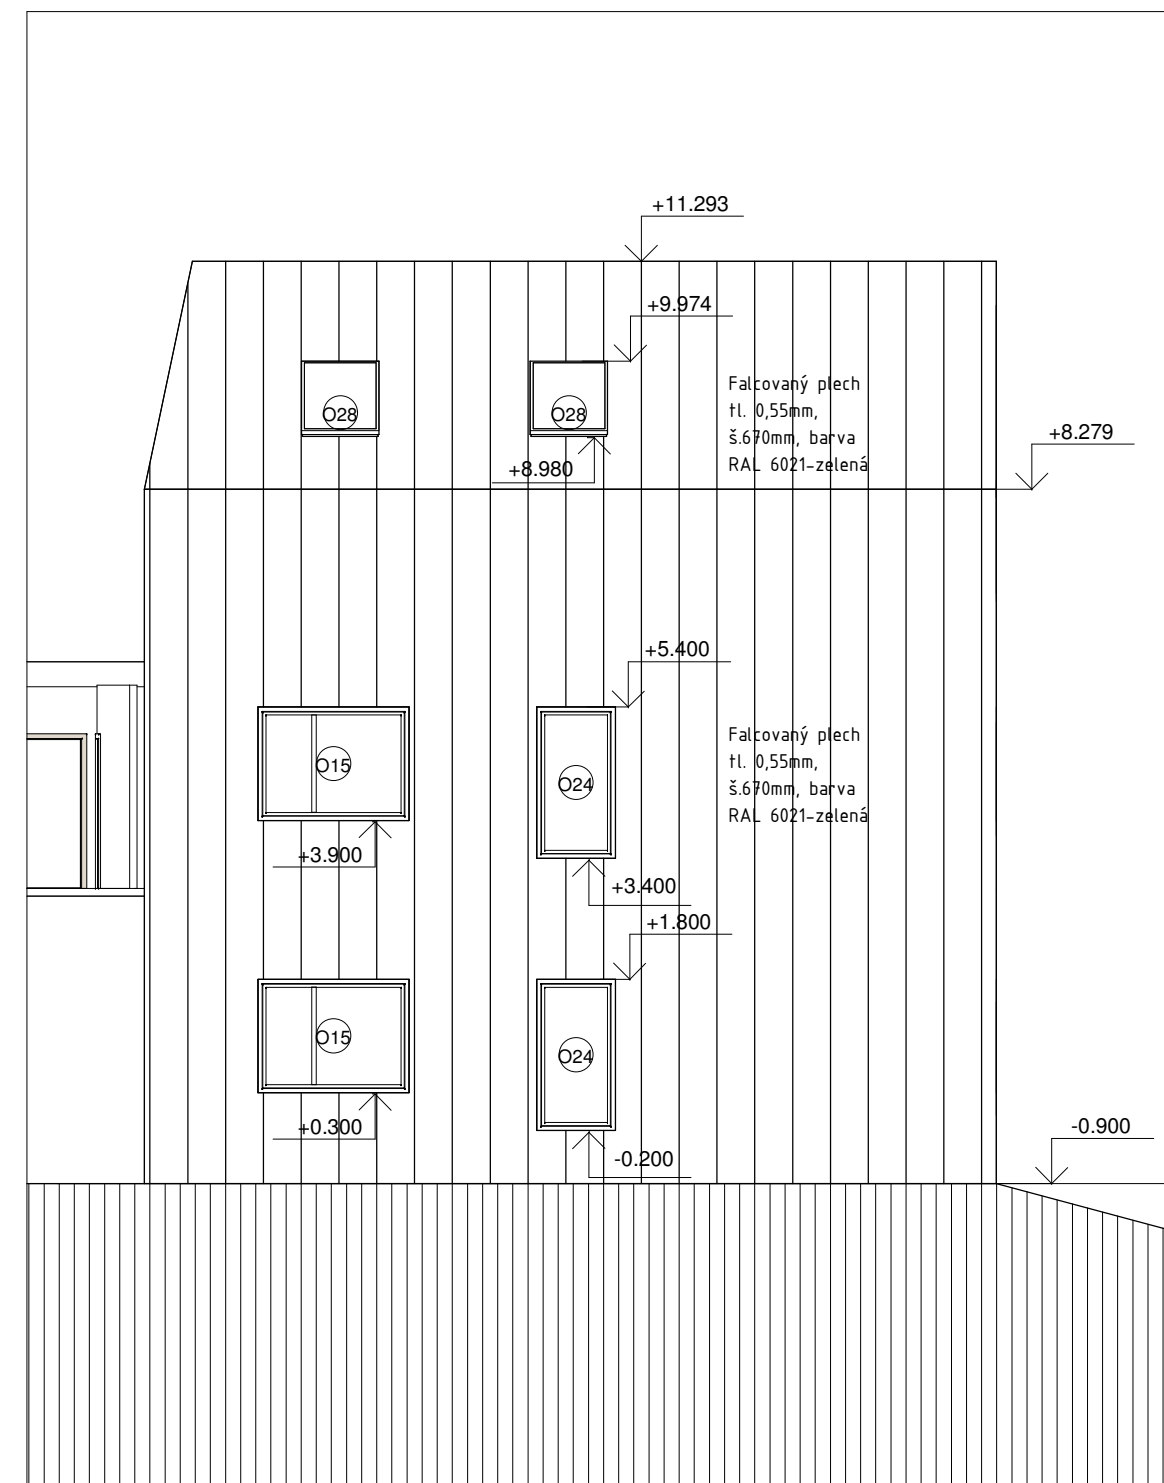 +11.293
+9.974
Falcovaný plech
tl. 0,55mm,
š.670mm, barva
RAL 6021-zelená
O28
O28
+8.279
+8.980
+5.400
Falcovaný plech
tl. 0,55mm,
š.670mm, barva
RAL 6021-zelená
O15
O24
+3.900
+3.400
+1.800
O15
O24
+0.300
-0.900
-0.200